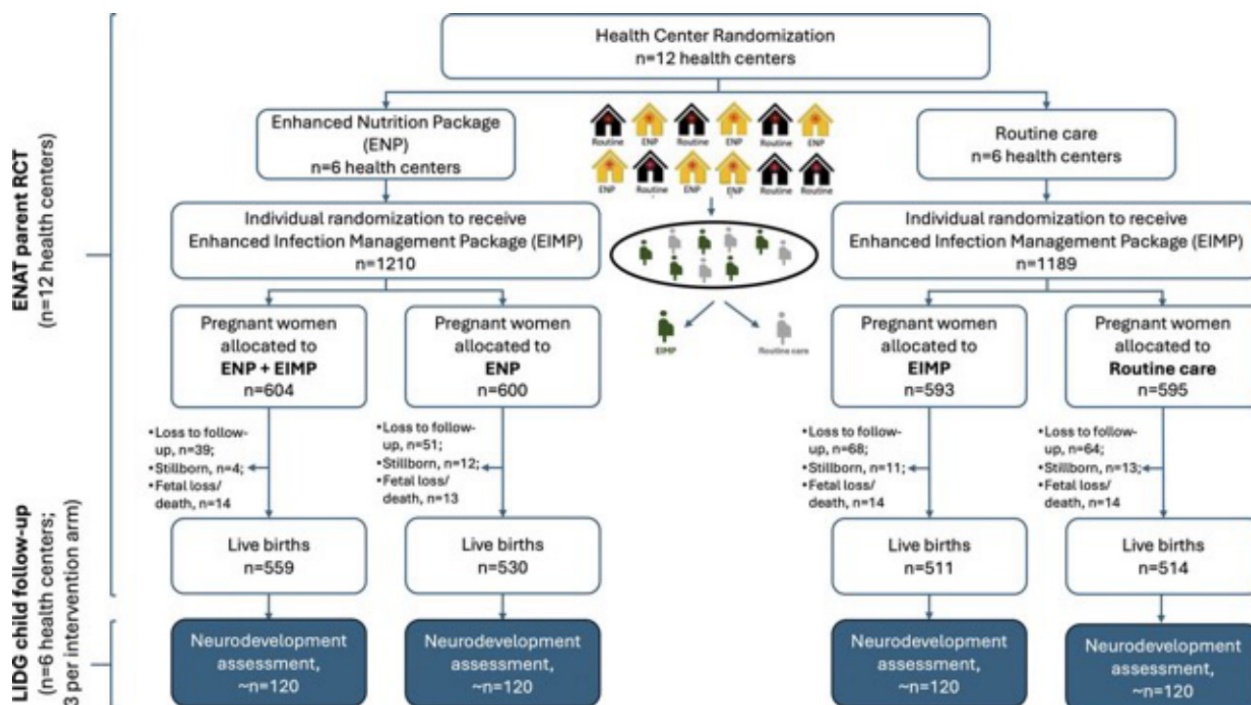 Health Center Randomization
n=12 health centers
Enhanced Nutrition Package
(ENP)
n=6 health centers
Routine
ENP
Routine
ENP
Routine
ENP
ENP
Routine
ENP
ENP
Routine
Routine
Routine care
n=6 health centers
ENAT parent RCT
(n=12 health centers)
Individual randomization to receive
Enhanced Infection Management Package (EIMP)
n=1210
Individual randomization to receive
Enhanced Infection Management Package (EIMP)
n=1189
EIMP
Routine care
Pregnant women
allocated to
ENP + EIMP
n=604
Pregnant women
allocated to
ENP
n=600
Pregnant women
allocated to
EIMP
n=593
Pregnant women
allocated to
Routine care
n=595
•Loss to follow-
up, n=39;
•Stillborn, n=4;
•Fetal loss/
death, n=14
•Loss to follow-
up, n=51;
•Stillborn, n=12;
•Fetal loss/
death, n=13
•Loss to follow-
up, n=68;
•Stillborn, n=11;
•Fetal loss/
death, n=14
•Loss to follow-
up, n=64;
•Stillborn, n=13;
•Fetal loss/
death, n=14
Live births
n=559
Live births
n=530
Live births
n=511
Live births
n=514
LIDG child follow-up
(n=6 health centers;
3 per intervention arm)
Neurodevelopment
assessment,
~n=120
Neurodevelopment
assessment,
~n=120
Neurodevelopment
assessment,
~n=120
Neurodevelopment
assessment,
~n=120